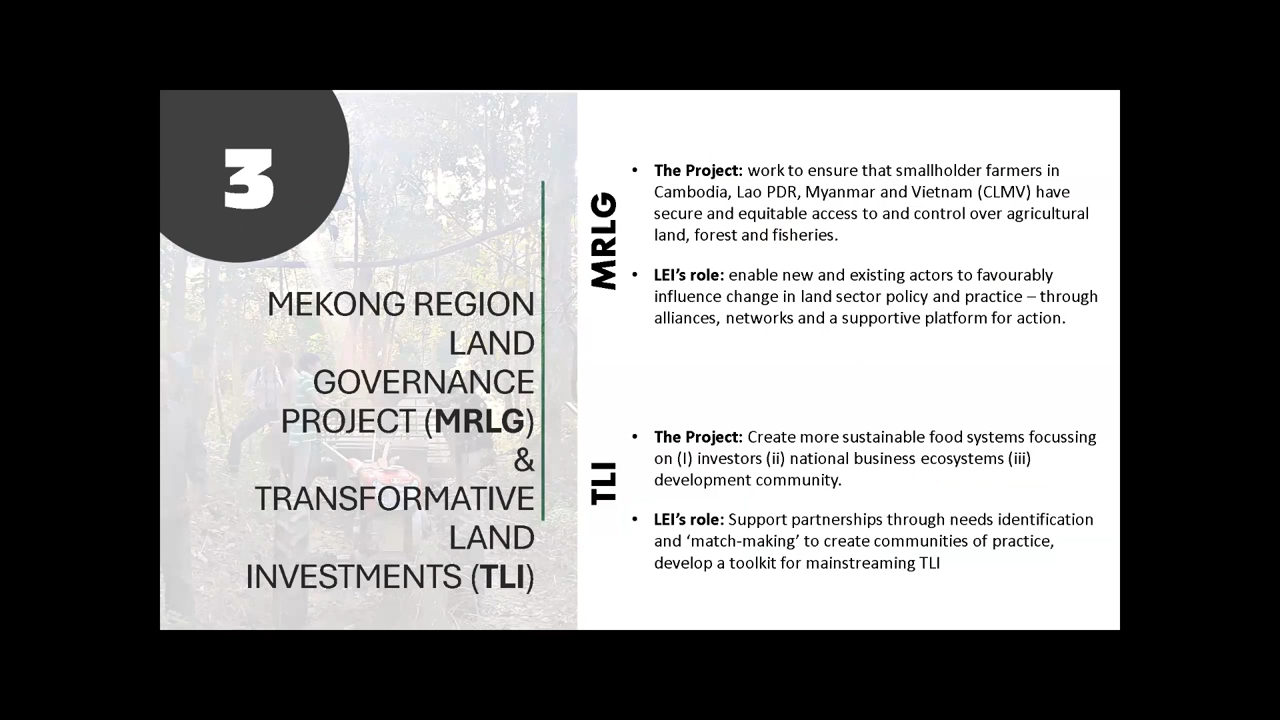 3
MEKONG REGION
LAND
GOVERNANCE
PROJECT (MRLG)
&
TRANSFORMATIVE
LAND
INVESTMENTS (TLI)
MRLG
• The Project: work to ensure that smallholder farmers in
Cambodia, Lao PDR, Myanmar and Vietnam (CLMV) have
secure and equitable access to and control over agricultural
land, forest and fisheries.
• LEI’s role: enable new and existing actors to favourably
influence change in land sector policy and practice – through
alliances, networks and a supportive platform for action.
TLI
• The Project: Create more sustainable food systems focussing
on (I) investors (ii) national business ecosystems (iii)
development community.
• LEI’s role: Support partnerships through needs identification
and ‘match-making’ to create communities of practice,
develop a toolkit for mainstreaming TLI